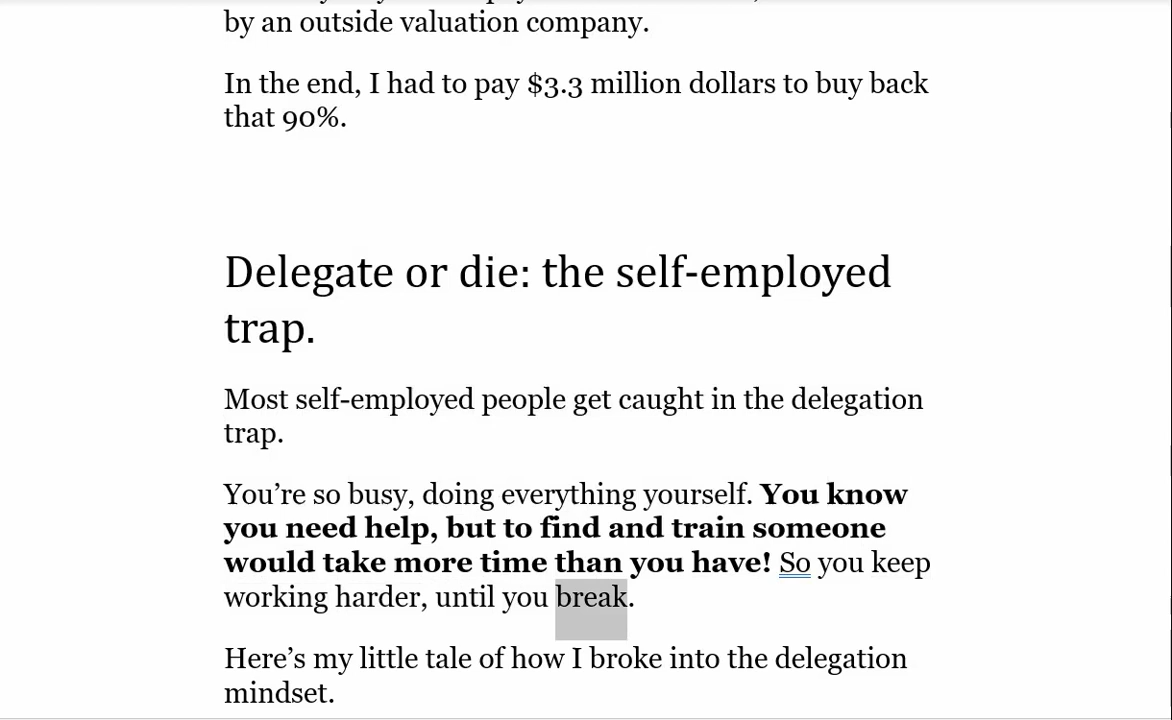 by an outside valuation company.
In the end, I had to pay $3.3 million dollars to buy back
that 90%.
Delegate or die: the self-employed
trap.
Most self-employed people get caught in the delegation
trap.
You’re so busy, doing everything yourself. You know
you need help, but to find and train someone
would take more time than you have! So you keep
working harder, until you break.
Here’s my little tale of how I broke into the delegation
mindset.